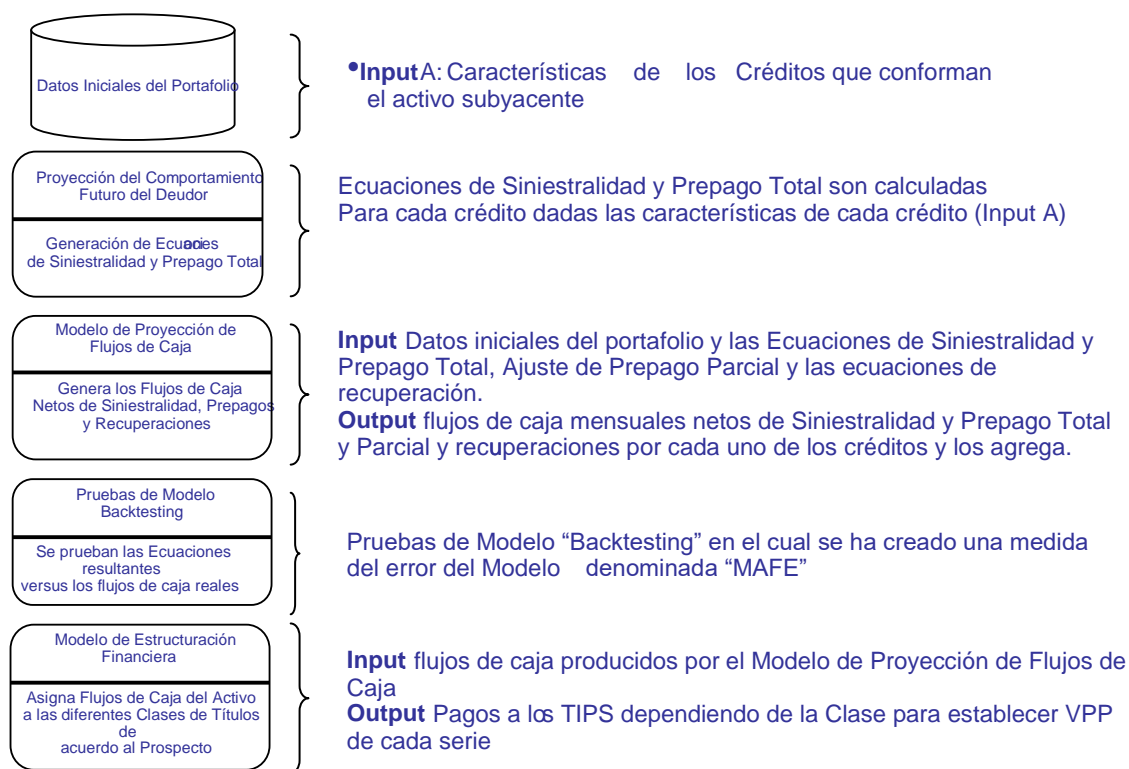 Datos Iniciales del Portafolio
•Input A: Características de los Créditos que conforman
el activo subyacente
Proyección del Comportamiento
Futuro del Deudor
Generación de Ecuaciones
de Siniestralidad y Prepago Total
Ecuaciones de Siniestralidad y Prepago Total son calculadas
Para cada crédito dadas las características de cada crédito (Input A)
Modelo de Proyección de
Flujos de Caja
Genera los Flujos de Caja
Netos de Siniestralidad, Prepagos
y Recuperaciones
Input Datos iniciales del portafolio y las Ecuaciones de Siniestralidad y
Prepago Total, Ajuste de Prepago Parcial y las ecuaciones de
recuperación.
Output flujos de caja mensuales netos de Siniestralidad y Prepago Total
y Parcial y recuperaciones por cada uno de los créditos y los agrega.
Pruebas de Modelo
Backtesting
Se prueban las Ecuaciones
resultantes
versus los flujos de caja reales
Pruebas de Modelo “Backtesting” en el cual se ha creado una medida
del error del Modelo denominada “MAFE”
Modelo de Estructuración
Financiera
Asigna Flujos de Caja del Activo
a las diferentes Clases de Títulos
de
acuerdo al Prospecto
Input flujos de caja producidos por el Modelo de Proyección de Flujos de
Caja
Output Pagos a los TIPS dependiendo de la Clase para establecer VPP
de cada serie